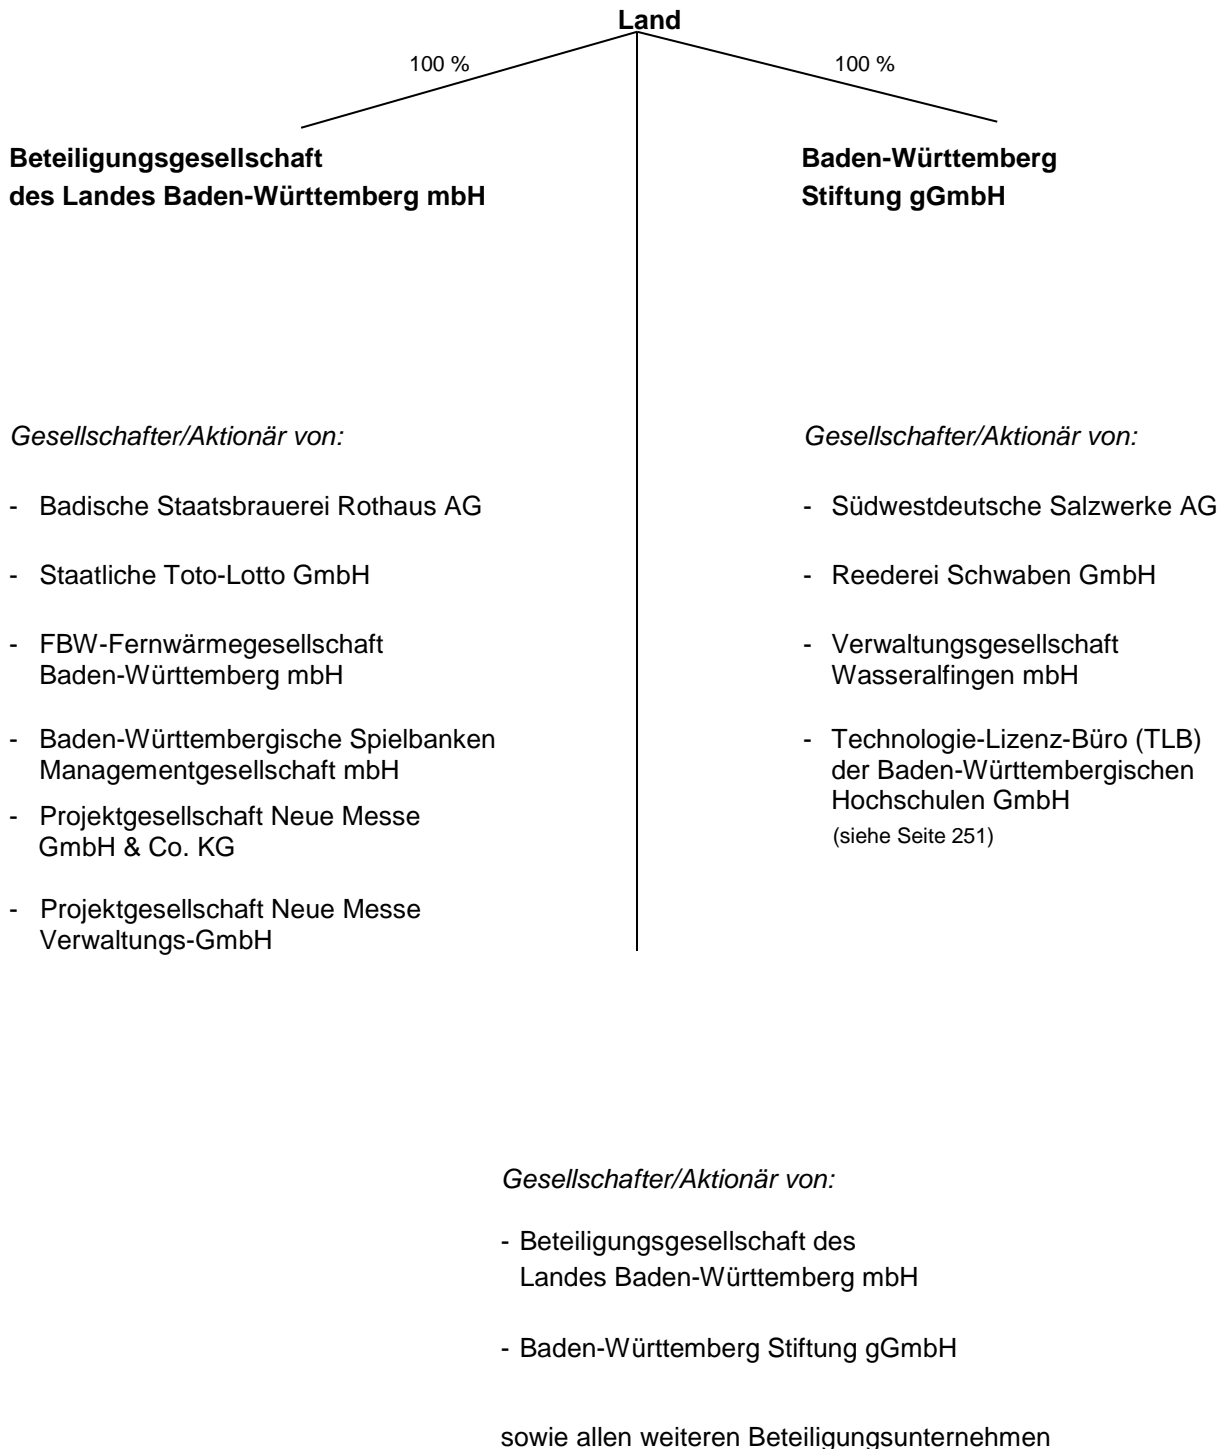 Land
100 %
100 %
Beteiligungsgesellschaft
des Landes Baden-Württemberg mbH
Baden-Württemberg
Stiftung gGmbH
Gesellschafter/Aktionär von:
- Badische Staatsbrauerei Rothaus AG
- Staatliche Toto-Lotto GmbH
- FBW-Fernwärmegesellschaft
Baden-Württemberg mbH
- Baden-Württembergische Spielbanken
Managementgesellschaft mbH
- Projektgesellschaft Neue Messe
GmbH & Co. KG
- Projektgesellschaft Neue Messe
Verwaltungs-GmbH
Gesellschafter/Aktionär von:
- Südwestdeutsche Salzwerke AG
- Reederei Schwaben GmbH
- Verwaltungsgesellschaft
Wasseralfingen mbH
- Technologie-Lizenz-Büro (TLB)
der Baden-Württembergischen
Hochschulen GmbH
(siehe Seite 251)
Gesellschafter/Aktionär von:
- Beteiligungsgesellschaft des
Landes Baden-Württemberg mbH
- Baden-Württemberg Stiftung gGmbH
sowie allen weiteren Beteiligungsunternehmen